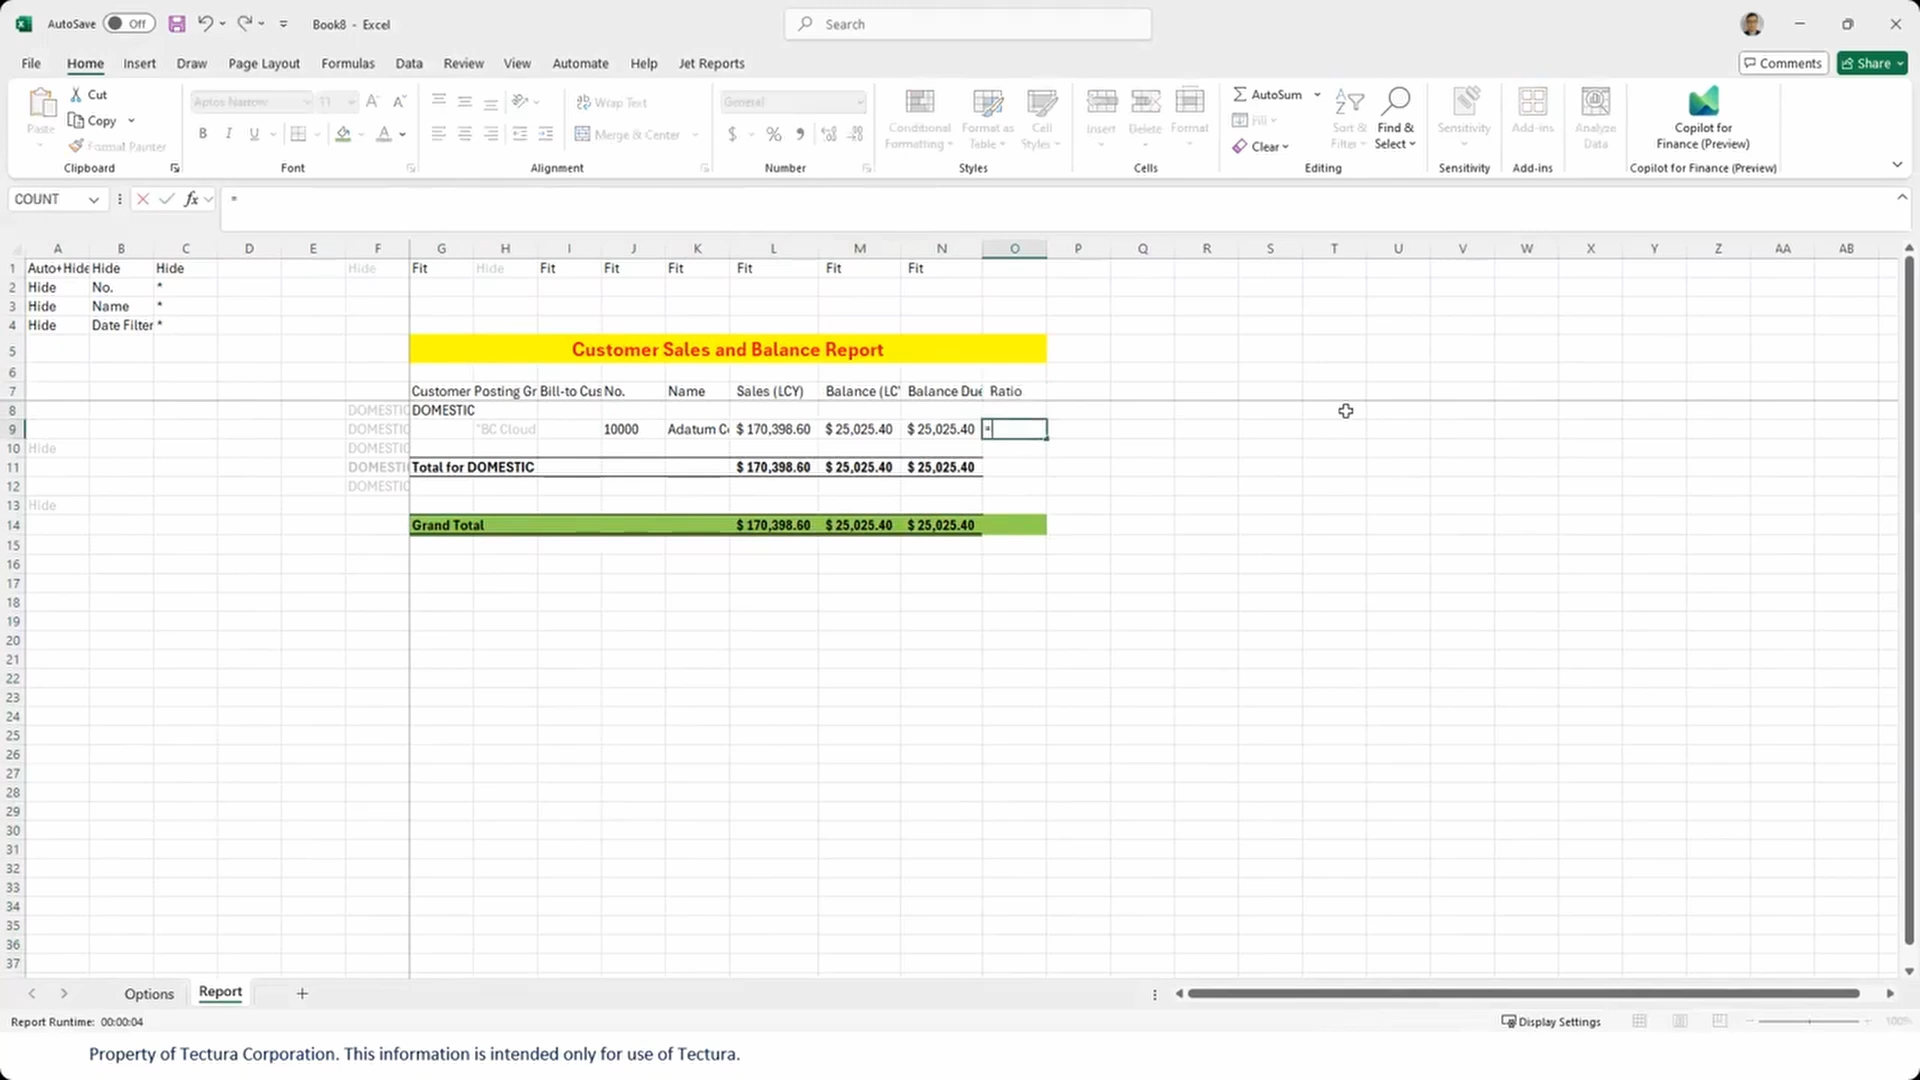 AutoSave Off Book8 - Excel Search
File Home Insert Draw Page Layout Formulas Data Review View Automate Help Jet Reports Comments Share
Paste Cut Copy Format Painter Clipboard
Aptos Narrow 11 B I U Font
Wrap Text Merge & Center Alignment
General $ % Number
Conditional Formatting Format as Table Cell Styles Styles
Insert Delete Format Cells
AutoSum Fill Clear Sort & Filter Find & Select Editing
Sensitivity Sensitivity
Add-ins Add-ins
Analyze Data
Copilot for Finance (Preview) Copilot for Finance (Preview)
COUNT fx =
A B C D E F G H I J K L M N O P Q R S T U V W X Y Z AA AB
1 Auto+Hide Hide Hide Hide Fit Hide Fit Fit Fit Fit Fit Fit
2 Hide No. *
3 Hide Name *
4 Hide Date Filter *
5 Customer Sales and Balance Report
6
7 Customer Posting Gr Bill-to Cus No. Name Sales (LCY) Balance (LC Balance Due Ratio
8 DOMESTIC DOMESTIC
9 DOMESTIC "BC Cloud 10000 Adatum Co $ 170,398.60 $ 25,025.40 $ 25,025.40 =
10 Hide DOMESTIC
11 DOMESTIC Total for DOMESTIC $ 170,398.60 $ 25,025.40 $ 25,025.40
12 DOMESTIC
13 Hide
14 Grand Total $ 170,398.60 $ 25,025.40 $ 25,025.40
15
16
17
18
19
20
21
22
23
24
25
26
27
28
29
30
31
32
33
34
35
36
37
Options Report
Report Runtime: 00:00:04 Display Settings 100%
Property of Tectura Corporation. This information is intended only for use of Tectura.